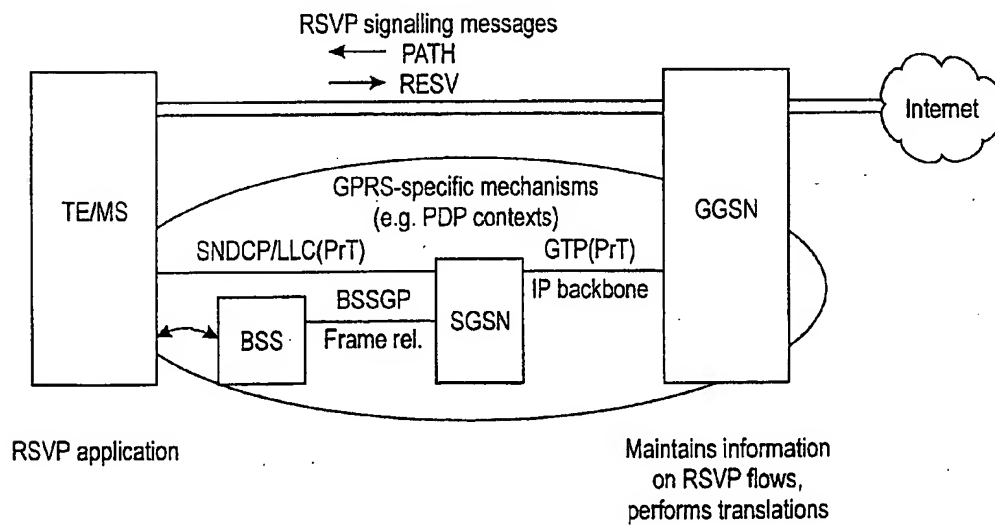 RSVP signalling messages
PATH
RESV
Internet
TE/MS
GPRS-specific mechanisms
(e.g. PDP contexts)
GGSN
SNDCP/LLC(PrT)
GTP(PrT)
BSSGP
SGSN
IP backbone
BSS
Frame rel.
RSVP application
Maintains information
on RSVP flows,
performs translations